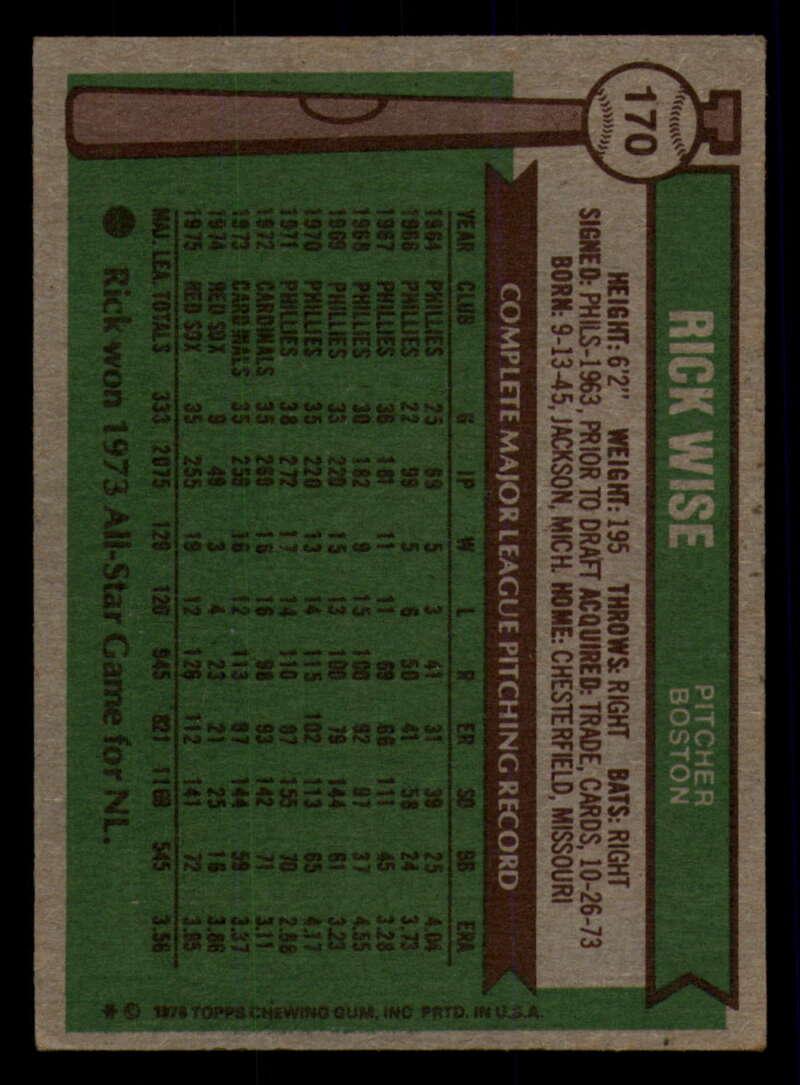 170
RICK WISE
PITCHER
BOSTON
HEIGHT: 6'2" WEIGHT: 195 THROWS: RIGHT BATS: RIGHT
SIGNED: PHILS-1963, PRIOR TO DRAFT ACQUIRED: TRADE, CARDS, 10-26-73
BORN: 9-13-45, JACKSON, MICH. HOME: CHESTERFIELD, MISSOURI
COMPLETE MAJOR LEAGUE PITCHING RECORD
YEAR CLUB G IP W L R ER SO BB ERA
1964 PHILLIES 25 69 5 3 41 31 39 25 4.04
1966 PHILLIES 22 99 5 6 50 41 58 24 3.73
1967 PHILLIES 36 181 11 11 69 66 111 45 3.28
1968 PHILLIES 30 182 9 15 100 92 97 37 4.55
1969 PHILLIES 33 220 15 13 100 79 144 61 3.23
1970 PHILLIES 35 220 13 14 115 102 113 65 4.17
1971 PHILLIES 38 272 17 14 110 87 155 70 2.88
1972 CARDINALS 35 269 16 16 98 93 142 71 3.11
1973 CARDINALS 35 259 16 12 113 97 144 59 3.37
1974 RED SOX 9 49 3 4 23 21 25 16 3.86
1975 RED SOX 35 255 19 12 126 112 141 72 3.95
MAJ. LEA. TOTALS 333 2075 129 120 945 821 1169 545 3.56
Rick won 1973 All-Star Game for NL.
* © 1976 TOPPS CHEWING GUM, INC PRTD. IN U.S.A.